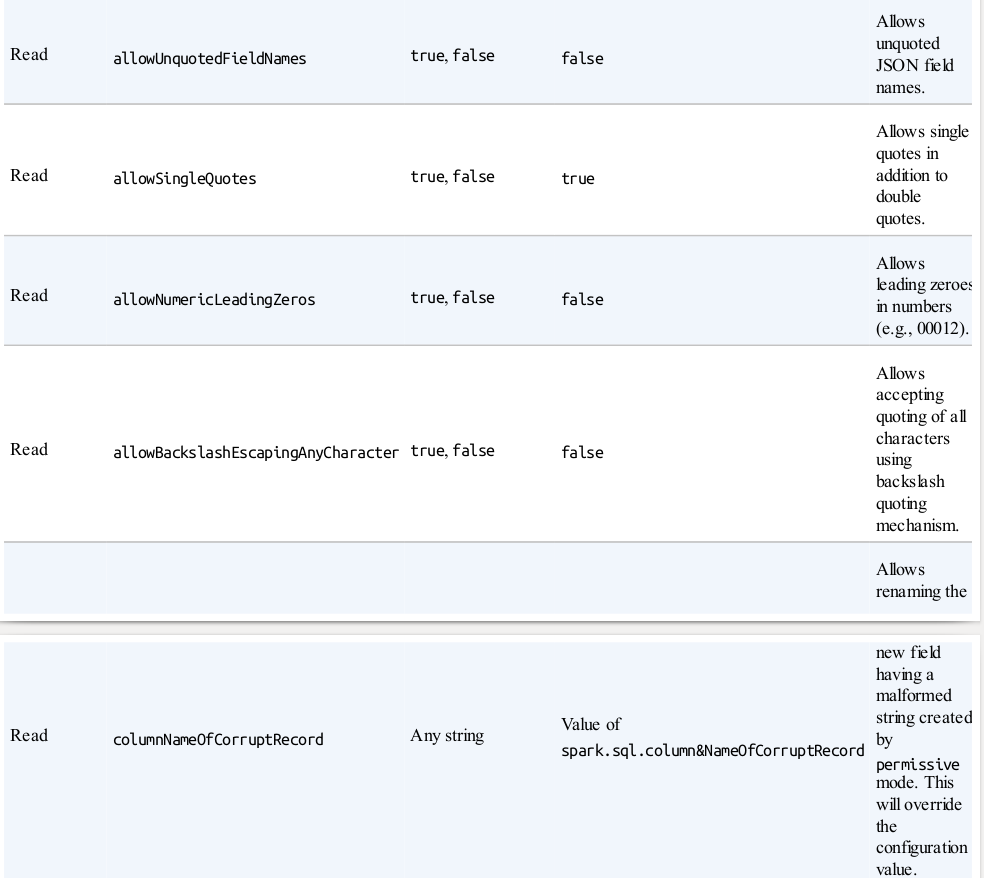 Allows
unquoted
JSON field
names.
Read allowUnquotedFieldNames true, false false
Allows single
quotes in
addition to
double
quotes.
Read allowSingleQuotes true, false true
Allows
leading zeroes
in numbers
(e.g., 00012).
Read allowNumericLeadingZeros true, false false
Allows
accepting
quoting of all
characters
using
backslash
quoting
mechanism.
Read allowBackslashEscapingAnyCharacter true, false false
Allows
renaming the
new field
having a
malformed
string created
by
permissive
mode. This
will override
the
configuration
value.
Read columnNameOfCorruptRecord Any string Value of
spark.sql.column&NameOfCorruptRecord